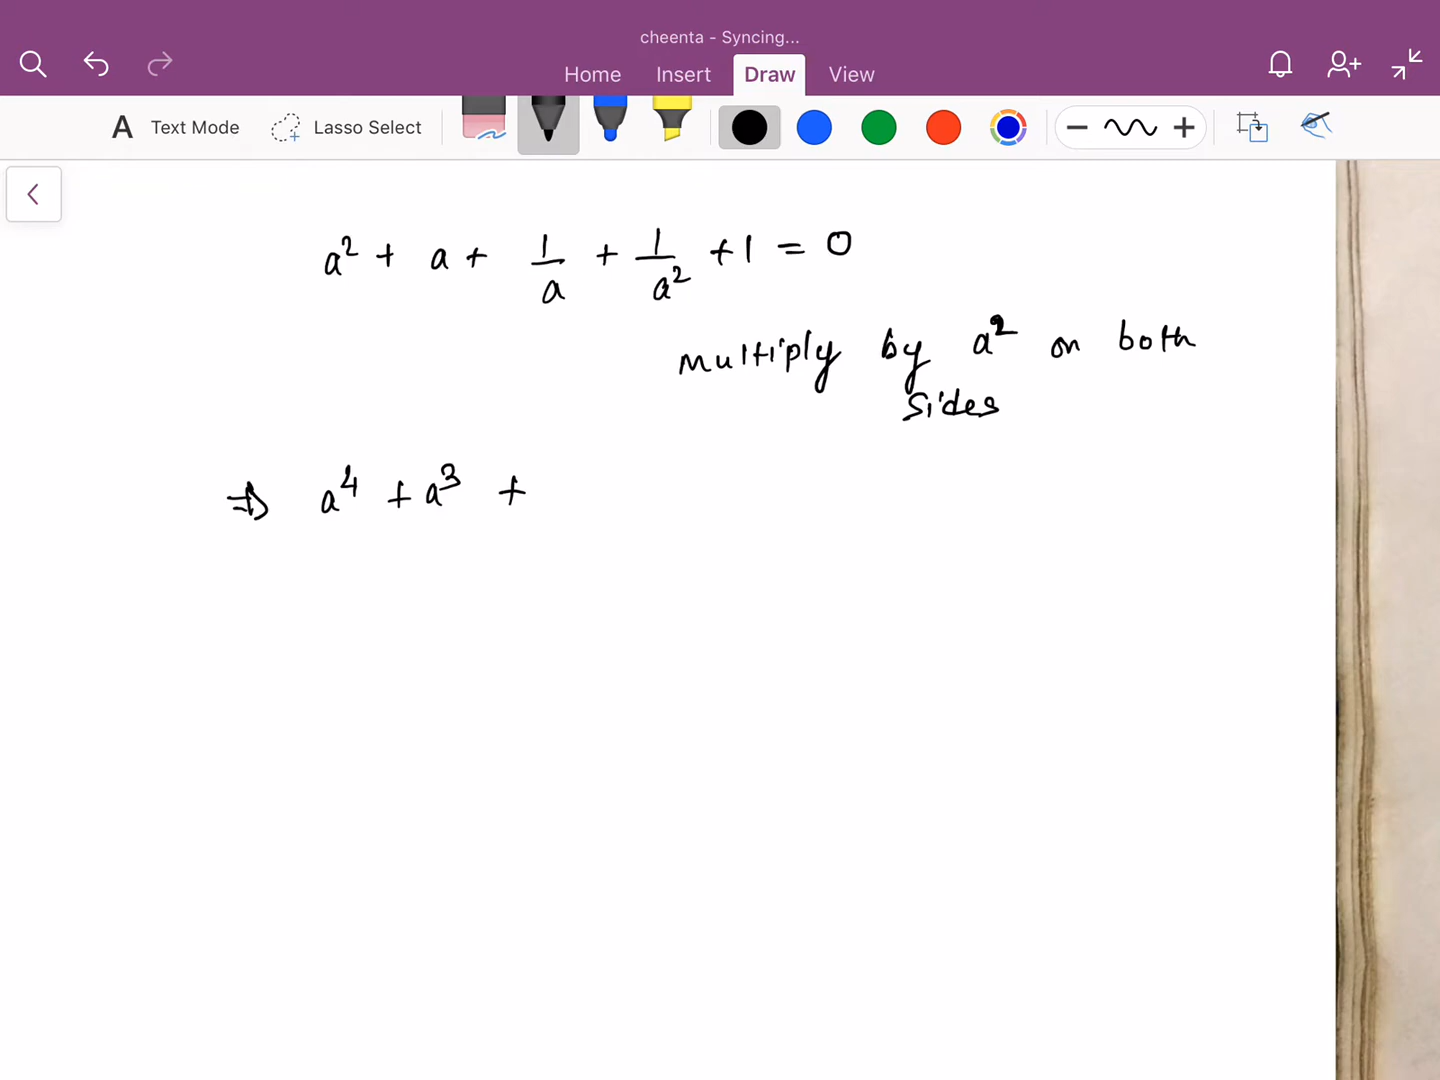 cheenta - Syncing...
Home Insert Draw View
A Text Mode Lasso Select
a² + a + 1/a + 1/a² + 1 = 0
multiply by a² on both
sides
⇒ a⁴ + a³ +